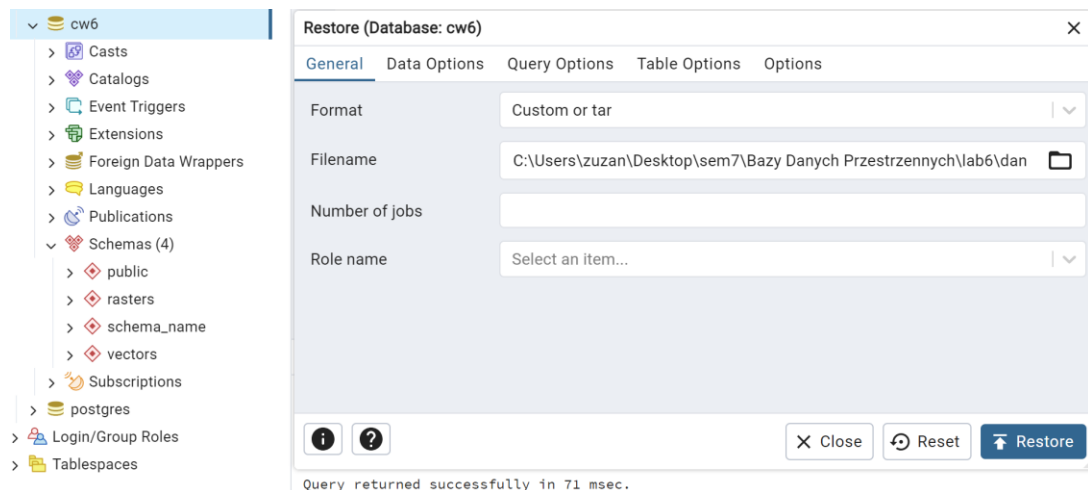 cw6
Casts
Catalogs
Event Triggers
Extensions
Foreign Data Wrappers
Languages
Publications
Schemas (4)
public
rasters
schema_name
vectors
Subscriptions
postgres
Login/Group Roles
Tablespaces
Restore (Database: cw6)
General Data Options Query Options Table Options Options
Format Custom or tar
Filename C:\Users\zuzan\Desktop\sem7\Bazy Danych Przestrzennych\lab6\dan
Number of jobs
Role name Select an item...
Close Reset Restore
Query returned successfully in 71 msec.